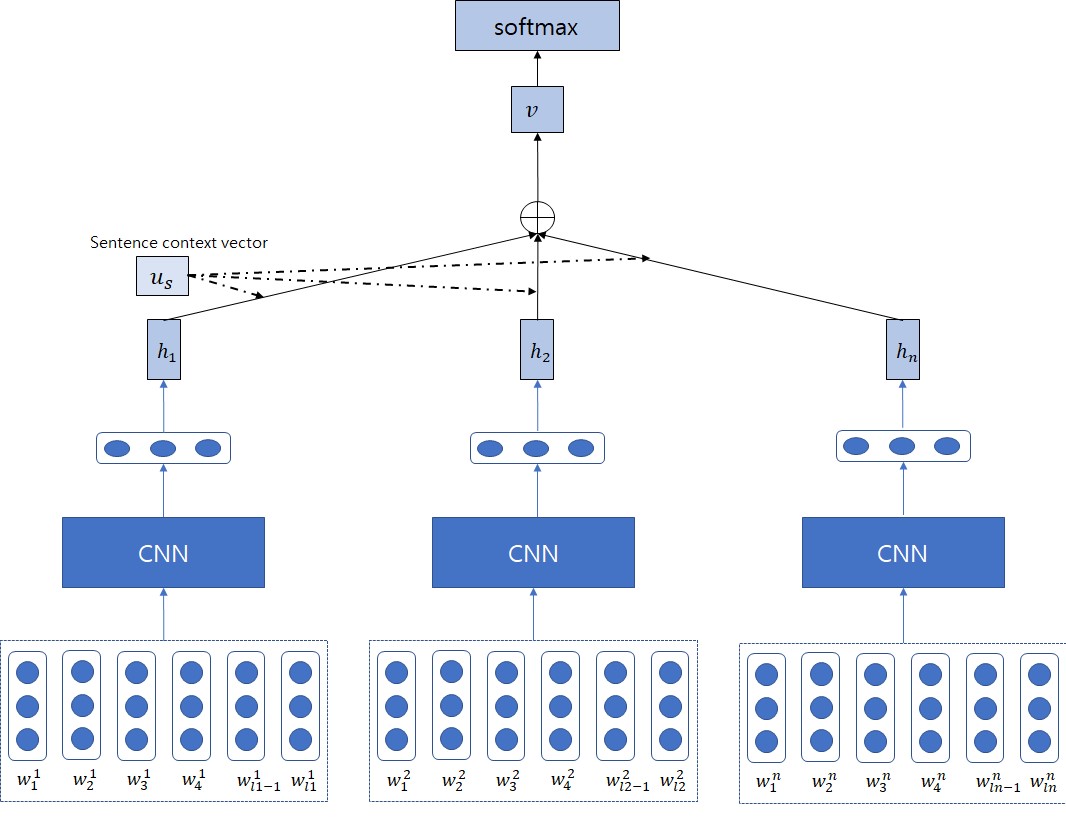 softmax
v
Sentence context vector
u_s
h_1 h_2 h_n
CNN CNN CNN
w_1^1 w_2^1 w_3^1 w_4^1 w_{l1-1}^1 w_{l1}^1 w_1^2 w_2^2 w_3^2 w_4^2 w_{l2-1}^2 w_{l2}^2 w_1^n w_2^n w_3^n w_4^n w_{ln-1}^n w_{ln}^n